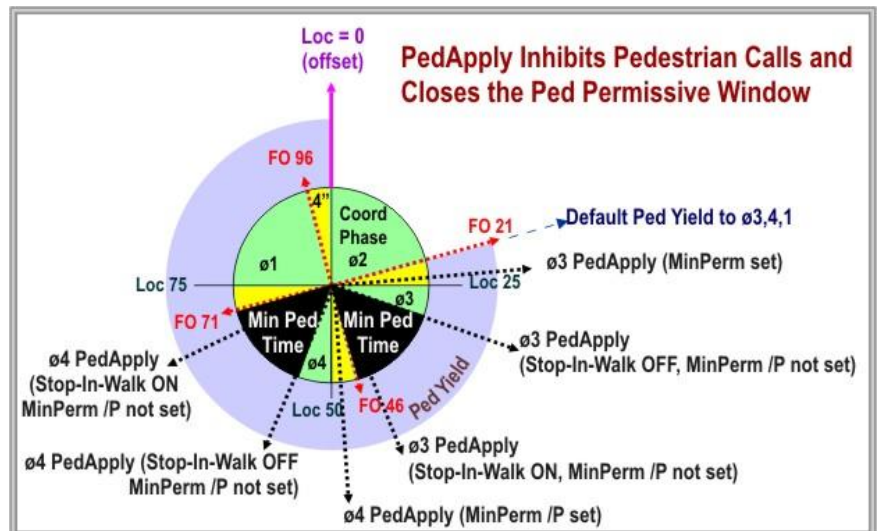 Loc = 0
(offset)
PedApply Inhibits Pedestrian Calls and
Closes the Ped Permissive Window
FO 96
4”
Coord
Phase
ø1
ø2
FO 21
Default Ped Yield to ø3,4,1
ø3 PedApply (MinPerm set)
Loc 75
Loc 25
ø3
FO 71
Min Ped
Time
Min Ped
Time
ø4
ø3 PedApply
(Stop-In-Walk OFF, MinPerm /P not set)
ø4 PedApply
(Stop-In-Walk ON
MinPerm /P not set)
Loc 50
FO 46
Ped Yield
ø3 PedApply
(Stop-In-Walk ON, MinPerm /P not set)
ø4 PedApply (Stop-In-Walk OFF
MinPerm /P not set)
ø4 PedApply (MinPerm /P set)